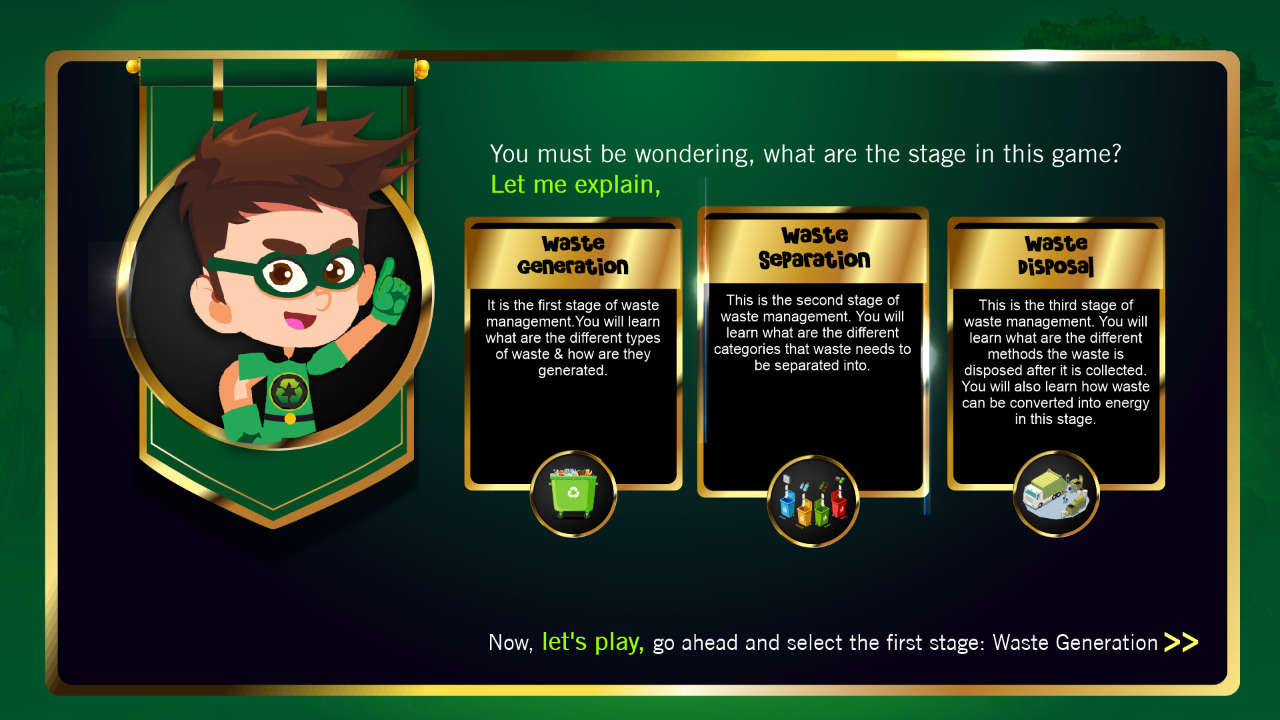 You must be wondering, what are the stage in this game?
Let me explain,
Waste
Generation
It is the first stage of waste
management.You will learn
what are the different types
of waste & how are they
generated.
Waste
Separation
This is the second stage of
waste management. You will
learn what are the different
categories that waste needs to
be separated into.
Waste
Disposal
This is the third stage of
waste management. You will
learn what are the different
methods the waste is
disposed after it is collected.
You will also learn how waste
can be converted into energy
in this stage.
Now, let's play, go ahead and select the first stage: Waste Generation >>